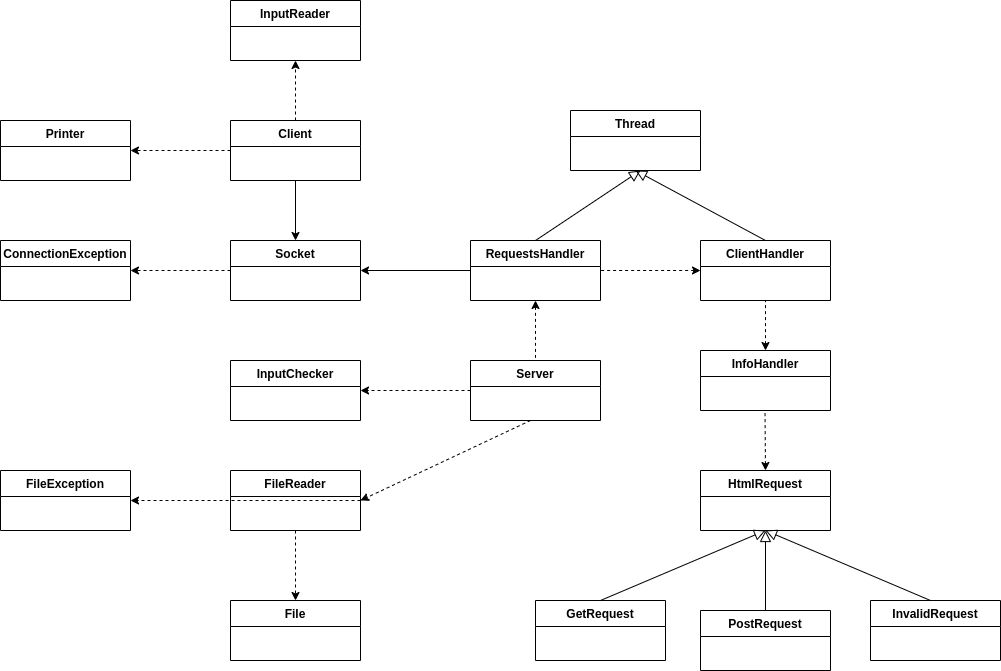 InputReader
Printer
Client
Thread
ConnectionException
Socket
RequestsHandler
ClientHandler
InputChecker
Server
InfoHandler
FileException
FileReader
HtmlRequest
File
GetRequest
PostRequest
InvalidRequest